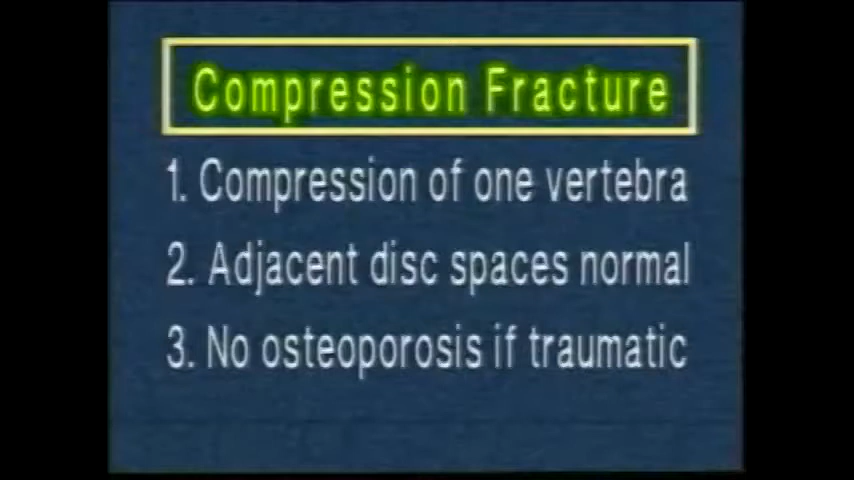 Compression Fracture
1. Compression of one vertebra
2. Adjacent disc spaces normal
3. No osteoporosis if traumatic